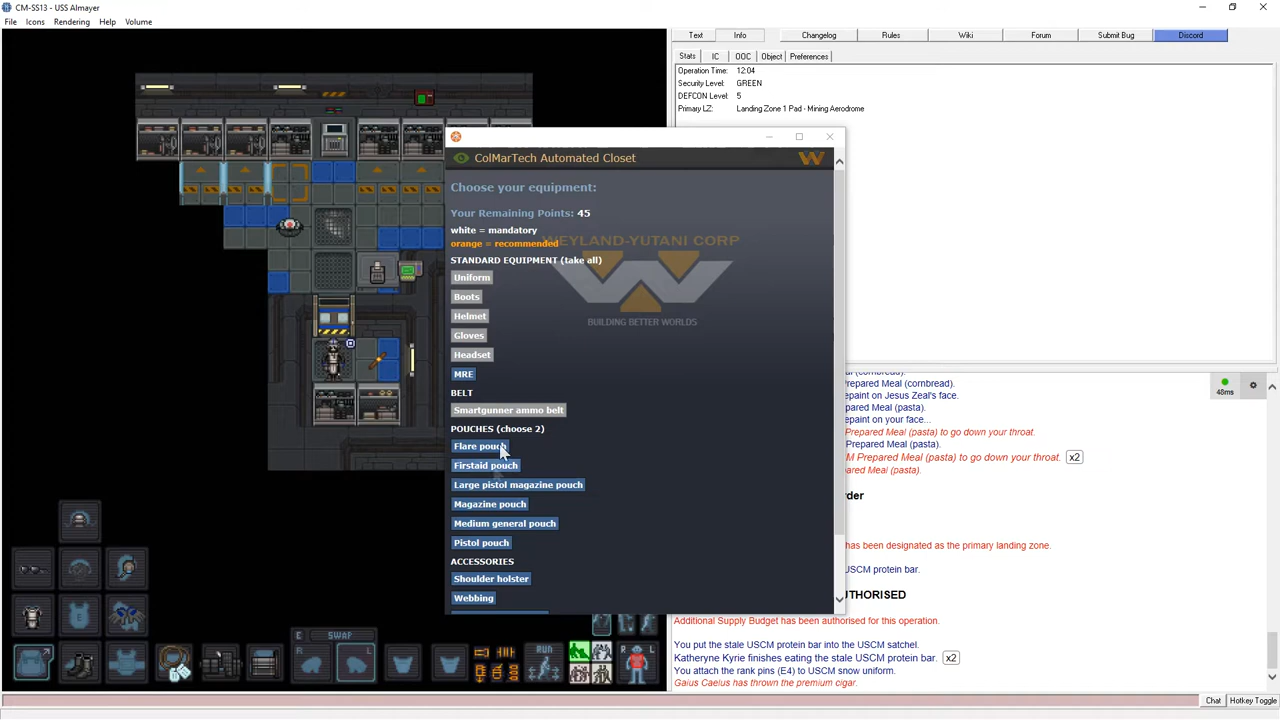 CM-SS13 - USS Almayer
File Icons Rendering Help Volume
Text Info Changelog Rules Wiki Forum Submit Bug Discord
Stats IC OOC Object Preferences
Operation Time: 12:04
Security Level: GREEN
DEFCON Level: 5
Primary LZ: Landing Zone 1 Pad - Mining Aerodrome
ColMarTech Automated Closet
W
Choose your equipment:
Your Remaining Points: 45
white = mandatory
orange = recommended
WEYLAND-YUTANI CORP
BUILDING BETTER WORLDS
STANDARD EQUIPMENT (take all)
Uniform
Boots
Helmet
Gloves
Headset
MRE
BELT
Smartgunner ammo belt
POUCHES (choose 2)
Flare pouch
Firstaid pouch
Large pistol magazine pouch
Magazine pouch
Medium general pouch
Pistol pouch
ACCESSORIES
Shoulder holster
Webbing
(cornbread).
48ms
repared Meal (cornbread).
epaint on Jesus Zeal's face.
epared Meal (pasta).
epaint on your face...
Prepared Meal (pasta) to go down your throat.
Prepared Meal (pasta).
M Prepared Meal (pasta) to go down your throat. x2
epared Meal (pasta).
rder
has been designated as the primary landing zone.
USCM protein bar.
UTHORISED
Additional Supply Budget has been authorised for this operation.
You put the stale USCM protein bar into the USCM satchel.
Katheryne Kyrie finishes eating the stale USCM protein bar. x2
You attach the rank pins (E4) to USCM snow uniform.
Gaius Caelus has thrown the premium cigar.
E SWAP
R L RUN R L
Chat Hotkey Toggle